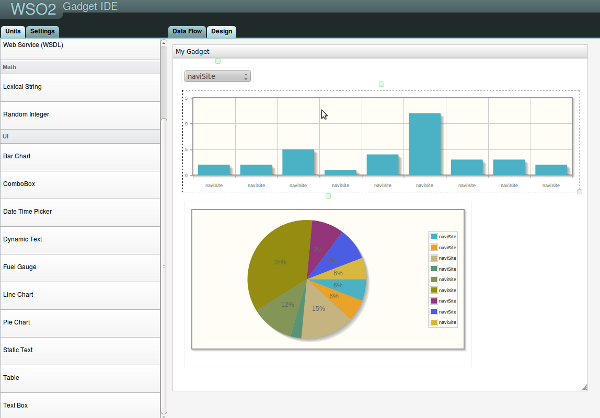 WSO2 Gadget IDE
Units Settings
Data Flow Design
Web Service (WSDL)
Math
Lexical String
Random Integer
UI
Bar Chart
ComboBox
Date Time Picker
Dynamic Text
Fuel Gauge
Line Chart
Pie Chart
Static Text
Table
Text Box
My Gadget
naviSite
naviSite naviSite naviSite naviSite naviSite naviSite naviSite naviSite naviSite
6%
6%
6%
15%
12%
naviSite
naviSite
naviSite
naviSite
naviSite
naviSite
naviSite
naviSite
naviSite